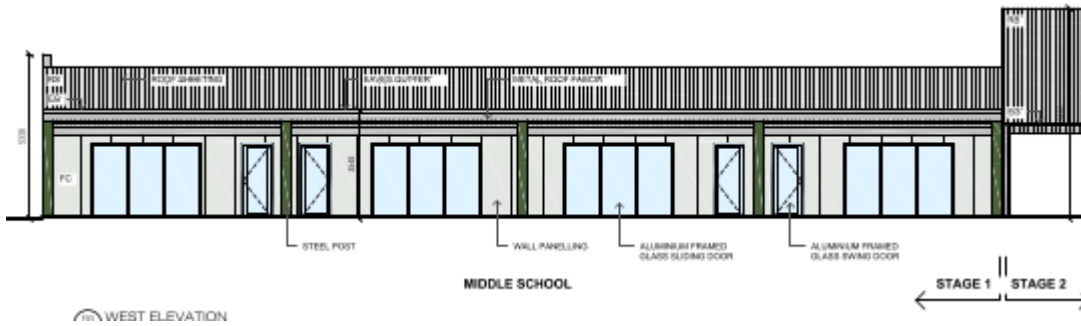 ROOF SHEETING
EAVES GUTTER
METAL ROOF FASCIA
FC
STEEL POST
WALL PANELLING
ALUMINIUM FRAMED
GLASS SLIDING DOOR
ALUMINIUM FRAMED
GLASS SWING DOOR
MIDDLE SCHOOL
STAGE 1
STAGE 2
WEST ELEVATION